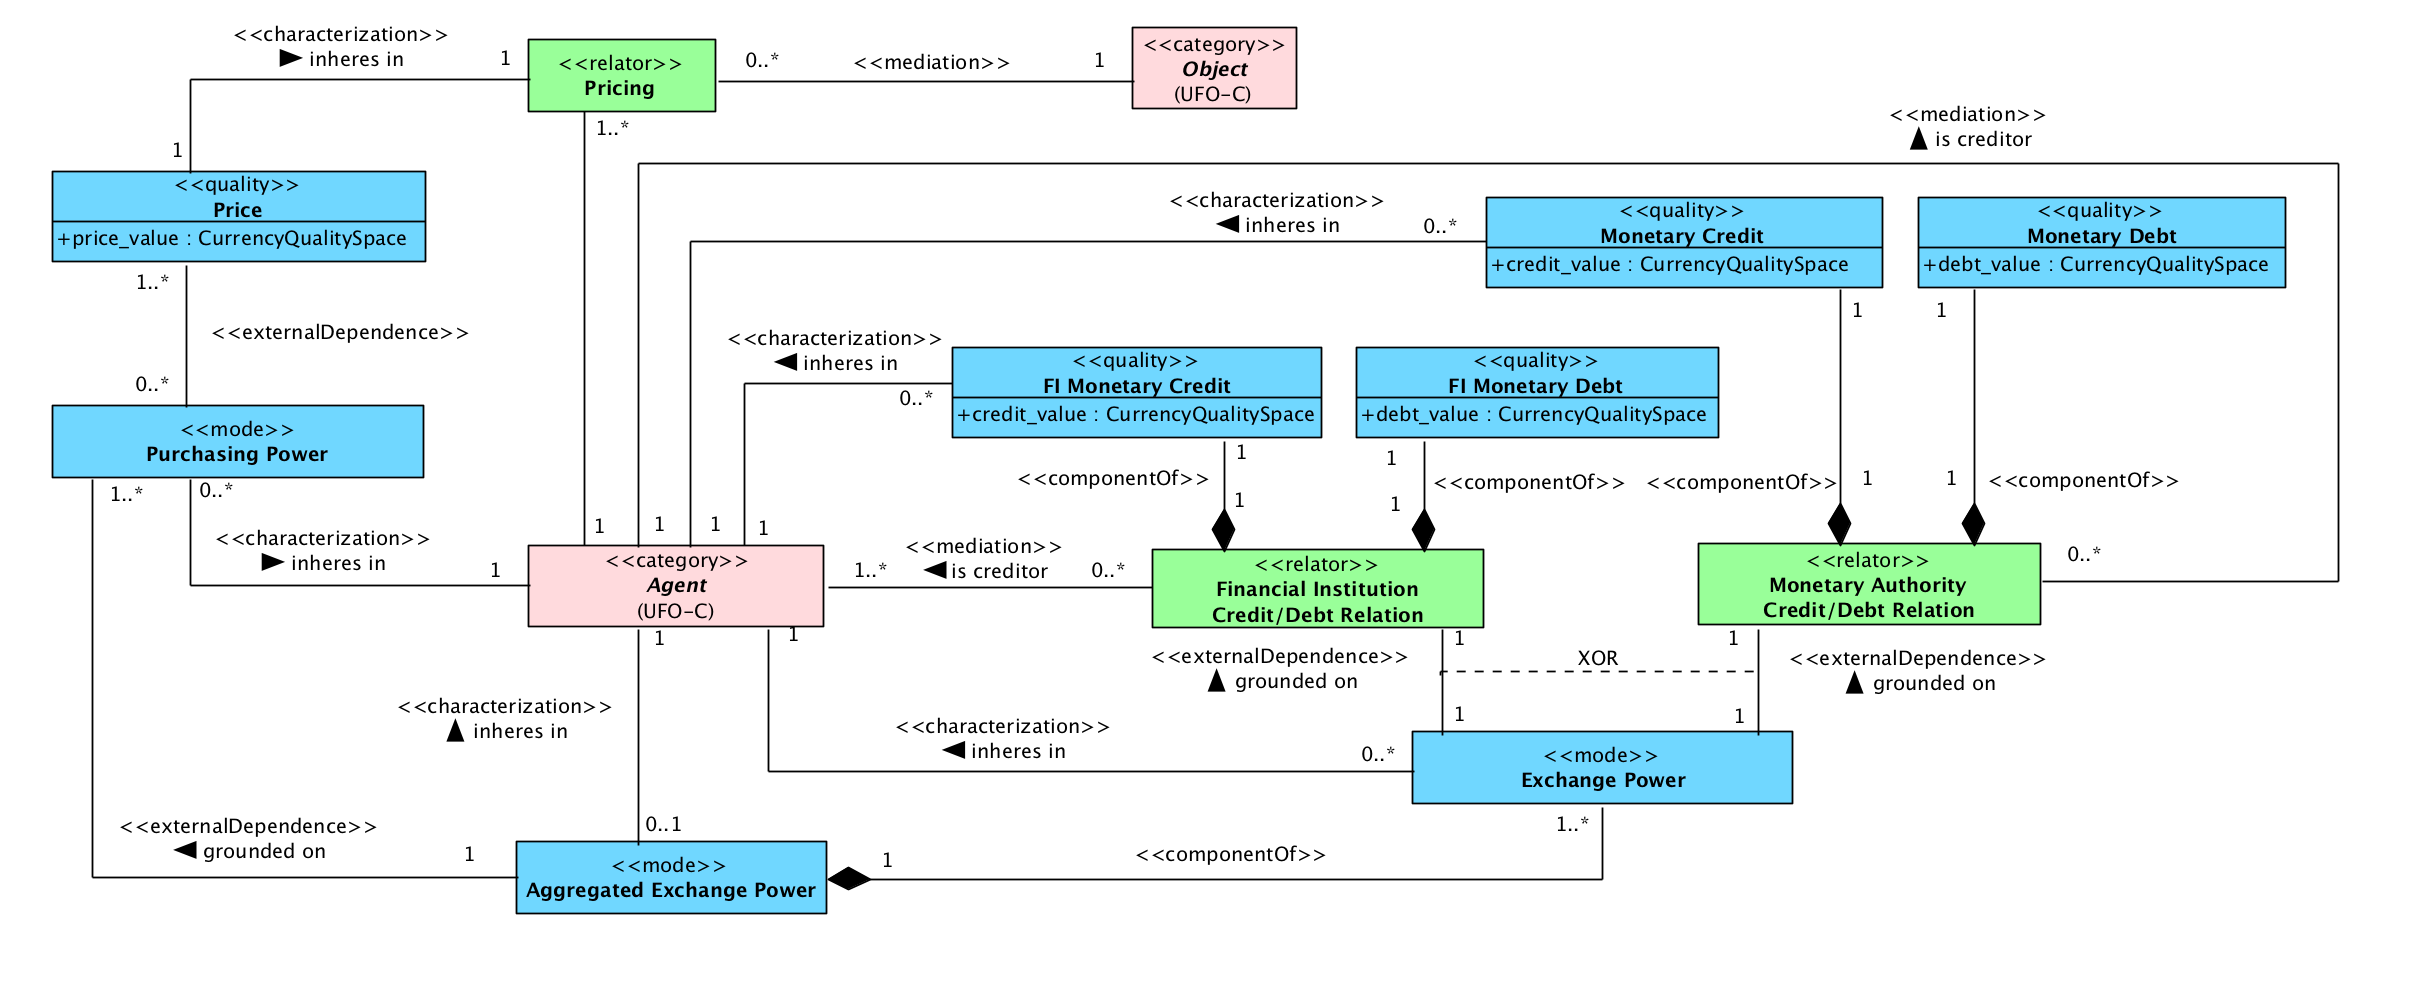 <<characterization>>
inheres in
1
<<relator>>
Pricing
0..*
<<mediation>>
1
<<category>>
Object
(UFO-C)
1..*
<<mediation>>
is creditor
1
<<quality>>
Price
+price_value : CurrencyQualitySpace
<<characterization>>
inheres in
0..*
<<quality>>
Monetary Credit
+credit_value : CurrencyQualitySpace
<<quality>>
Monetary Debt
+debt_value : CurrencyQualitySpace
1..*
<<externalDependence>>
0..*
1
1
<<characterization>>
inheres in
0..*
<<quality>>
FI Monetary Credit
+credit_value : CurrencyQualitySpace
<<quality>>
FI Monetary Debt
+debt_value : CurrencyQualitySpace
<<mode>>
Purchasing Power
1
<<componentOf>>
1
1
<<componentOf>>
1
<<componentOf>>
1
1
<<componentOf>>
1..*
0..*
<<characterization>>
inheres in
1
1
1
1
1
<<category>>
Agent
(UFO-C)
1..*
<<mediation>>
is creditor
0..*
<<relator>>
Financial Institution
Credit/Debt Relation
<<relator>>
Monetary Authority
Credit/Debt Relation
0..*
1
1
1
<<externalDependence>>
grounded on
XOR
1
<<externalDependence>>
grounded on
<<characterization>>
inheres in
<<characterization>>
inheres in
0..*
1
1
<<mode>>
Exchange Power
<<externalDependence>>
grounded on
1
0..1
<<mode>>
Aggregated Exchange Power
1
<<componentOf>>
1..*